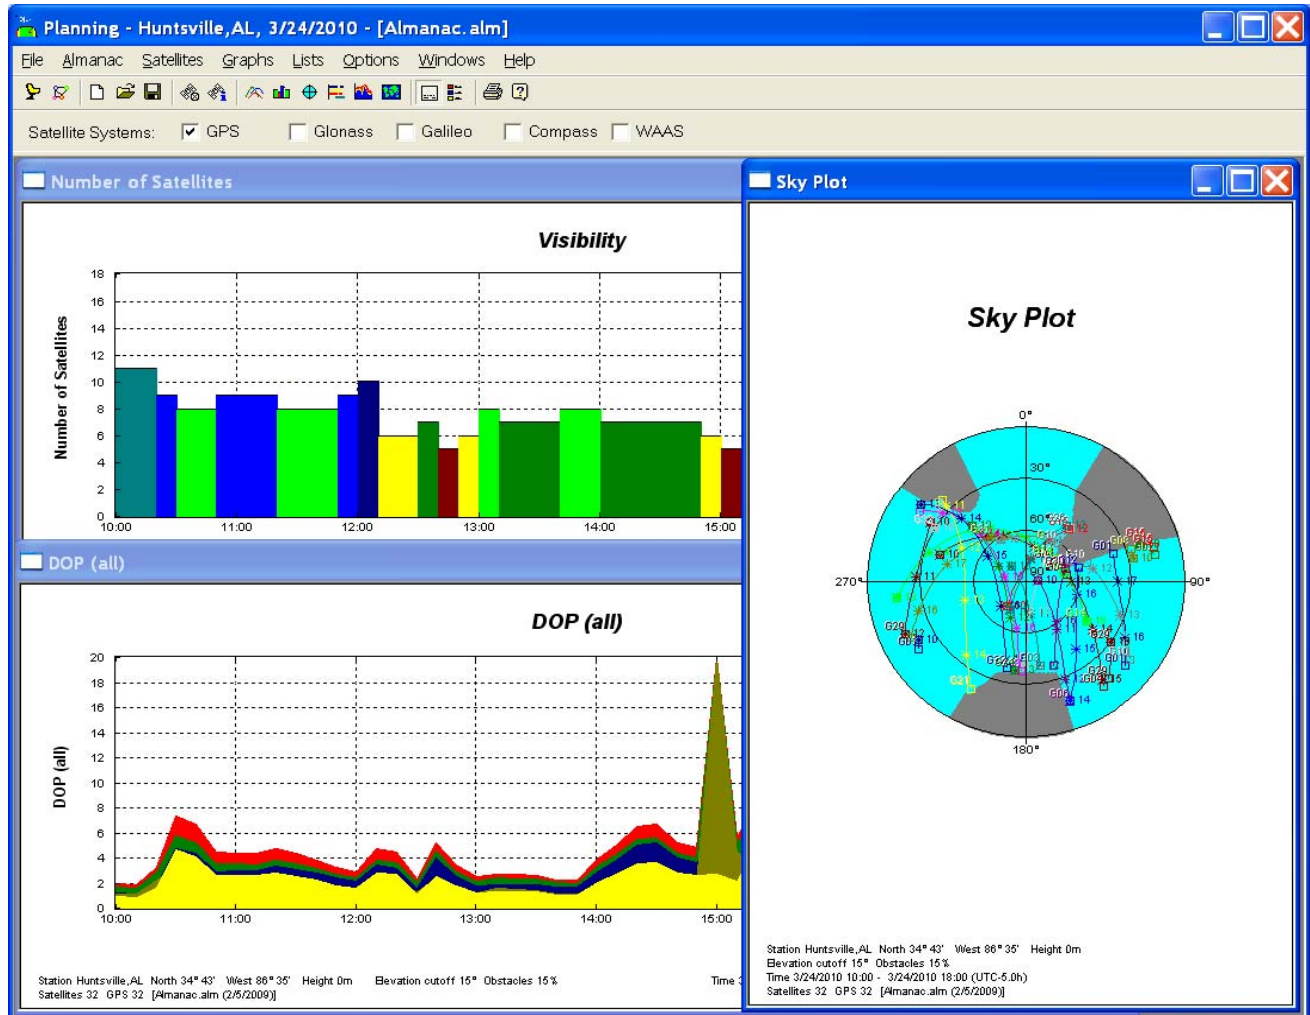 Planning - Huntsville,AL, 3/24/2010 - [Almanac.alm]
File Almanac Satellites Graphs Lists Options Windows Help
Satellite Systems: GPS Glonass Galileo Compass WAAS
Number of Satellites
Visibility
Number of Satellites
18
16
14
12
10
8
6
4
2
0
10:00 11:00 12:00 13:00 14:00 15:00
DOP (all)
DOP (all)
DOP (all)
20
18
16
14
12
10
8
6
4
2
0
10:00 11:00 12:00 13:00 14:00 15:00
Station Huntsville,AL North 34° 43' West 86° 35' Height 0m Elevation cutoff 15° Obstacles 15% Time 3
Satellites 32 GPS 32 [Almanac.alm (2/5/2009)]
Sky Plot
Sky Plot
0°
30°
60°
90
270°
90°
180°
G29
G21
G06
14
Station Huntsville,AL North 34° 43' West 86° 35' Height 0m
Elevation cutoff 15° Obstacles 15%
Time 3/24/2010 10:00 - 3/24/2010 18:00 (UTC-5.0h)
Satellites 32 GPS 32 [Almanac.alm (2/5/2009)]